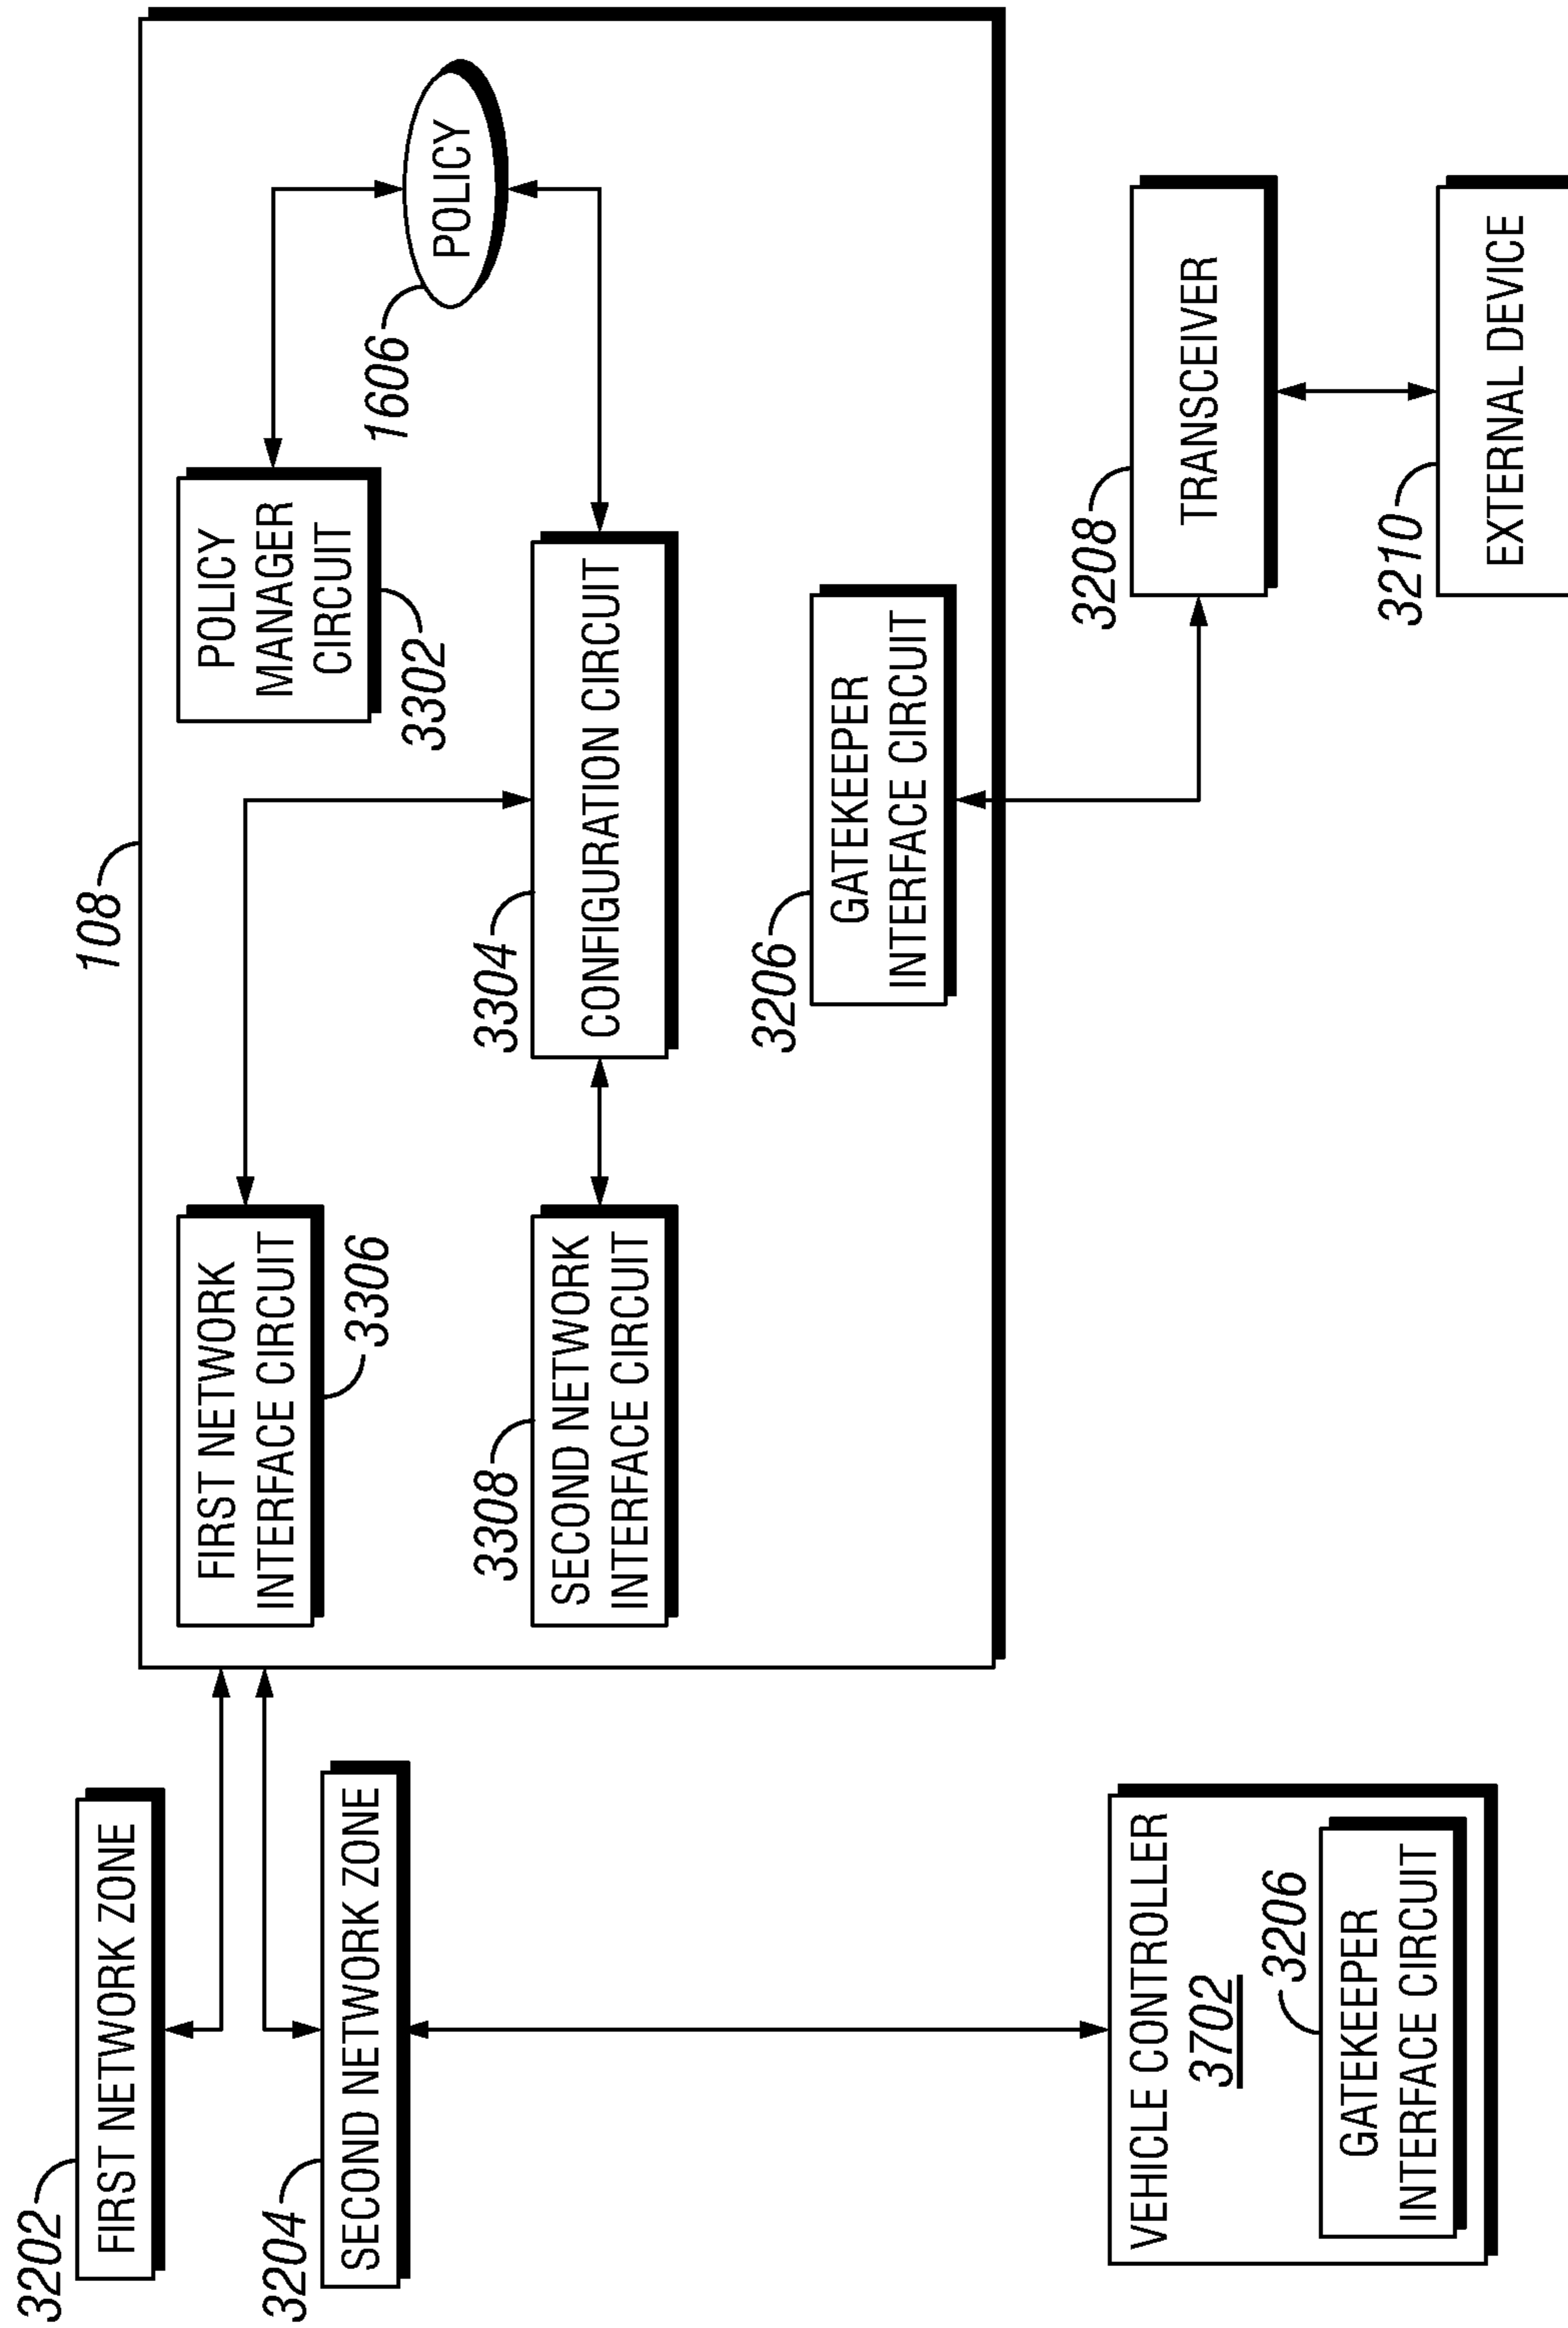 3202
FIRST NETWORK ZONE
3204
SECOND NETWORK ZONE
VEHICLE CONTROLLER
3702
3206
GATEKEEPER
INTERFACE CIRCUIT
108
FIRST NETWORK
INTERFACE CIRCUIT
3306
3308
SECOND NETWORK
INTERFACE CIRCUIT
POLICY
MANAGER
CIRCUIT
3302
1606
POLICY
3304
CONFIGURATION CIRCUIT
3206
GATEKEEPER
INTERFACE CIRCUIT
3208
TRANSCEIVER
3210
EXTERNAL DEVICE